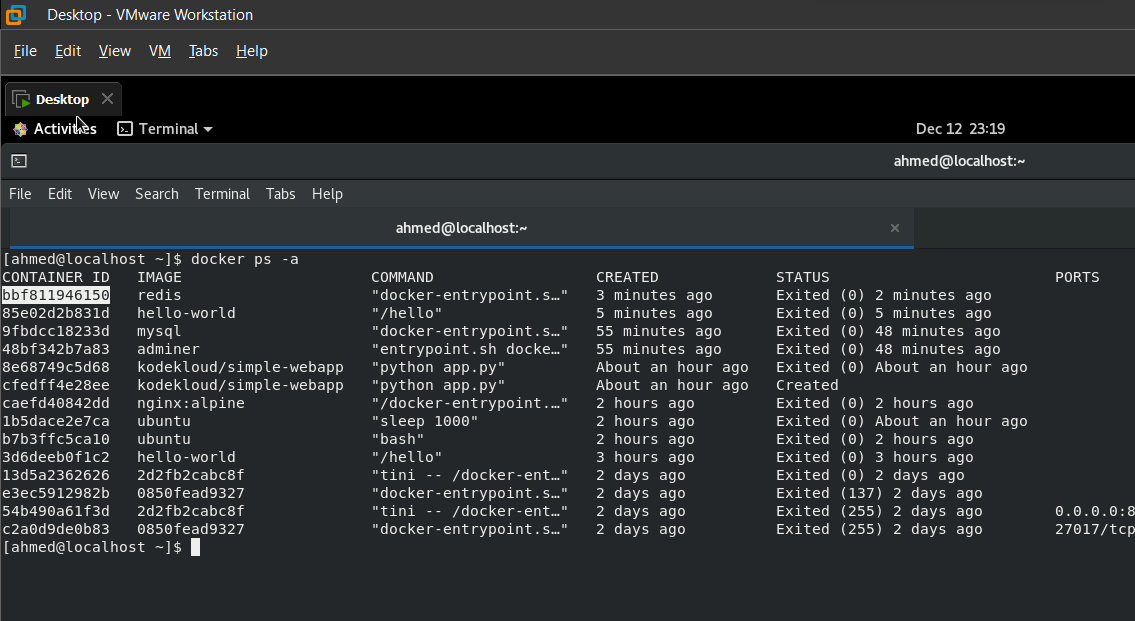 Desktop - VMware Workstation
File Edit View VM Tabs Help
Desktop
Activities Terminal Dec 12 23:19
ahmed@localhost:~
File Edit View Search Terminal Tabs Help
ahmed@localhost:~
[ahmed@localhost ~]$ docker ps -a
CONTAINER ID IMAGE COMMAND CREATED STATUS PORTS
bbf811946150 redis "docker-entrypoint.s…" 3 minutes ago Exited (0) 2 minutes ago
85e02d2b831d hello-world "/hello" 5 minutes ago Exited (0) 5 minutes ago
9fbdcc18233d mysql "docker-entrypoint.s…" 55 minutes ago Exited (0) 48 minutes ago
48bf342b7a83 adminer "entrypoint.sh docke…" 55 minutes ago Exited (0) 48 minutes ago
8e68749c5d68 kodekloud/simple-webapp "python app.py" About an hour ago Exited (0) About an hour ago
cfedff4e28ee kodekloud/simple-webapp "python app.py" About an hour ago Created
caefd40842dd nginx:alpine "/docker-entrypoint.…" 2 hours ago Exited (0) 2 hours ago
1b5dace2e7ca ubuntu "sleep 1000" 2 hours ago Exited (0) About an hour ago
b7b3ffc5ca10 ubuntu "bash" 2 hours ago Exited (0) 2 hours ago
3d6deeb0f1c2 hello-world "/hello" 3 hours ago Exited (0) 3 hours ago
13d5a2362626 2d2fb2cabc8f "tini -- /docker-ent…" 2 days ago Exited (0) 2 days ago
e3ec5912982b 0850fead9327 "docker-entrypoint.s…" 2 days ago Exited (137) 2 days ago
54b490a61f3d 2d2fb2cabc8f "tini -- /docker-ent…" 2 days ago Exited (255) 2 days ago 0.0.0.0:8
c2a0d9de0b83 0850fead9327 "docker-entrypoint.s…" 2 days ago Exited (255) 2 days ago 27017/tcp
[ahmed@localhost ~]$